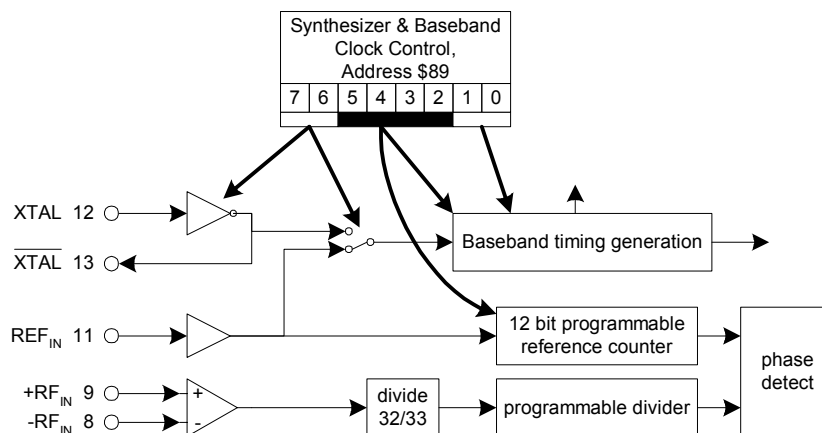 Synthesizer & Baseband
Clock Control,
Address $89
7 6 5 4 3 2 1 0
XTAL 12
XTAL 13
Baseband timing generation
REF_IN 11
12 bit programmable
reference counter
phase
detect
+RF_IN 9
-RF_IN 8
+
-
divide
32/33
programmable divider